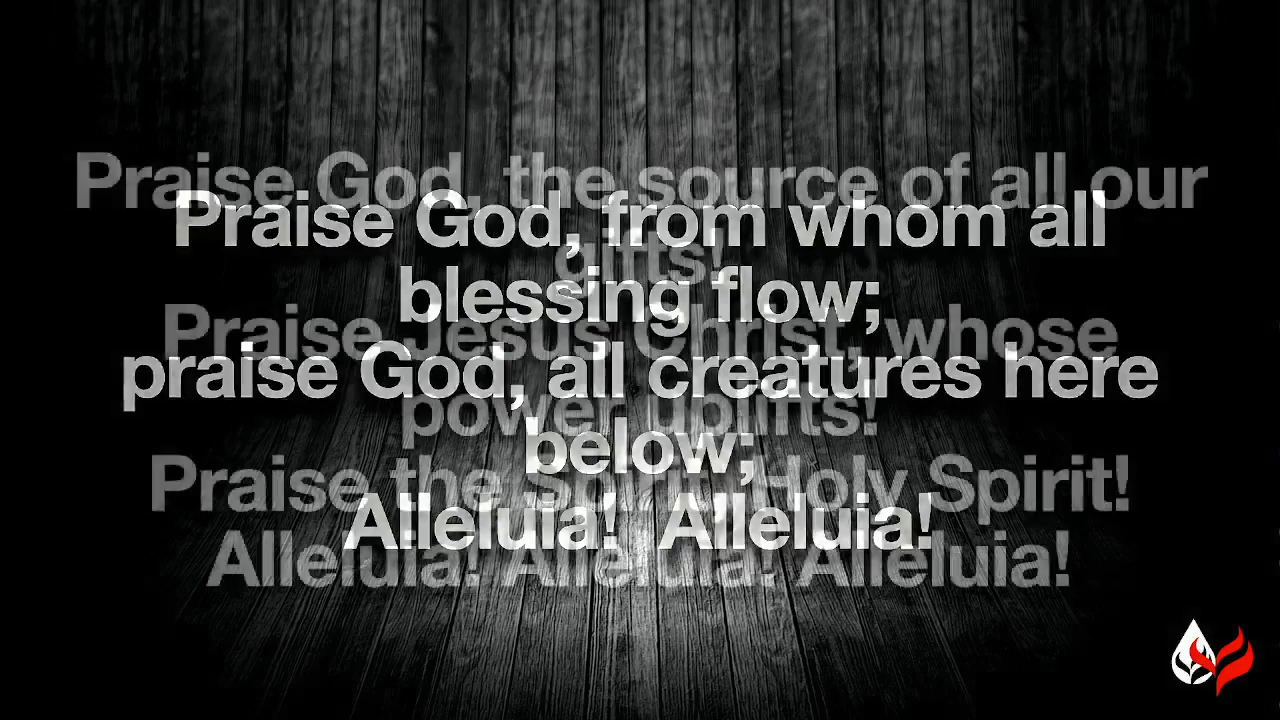 Praise God, from whom all
blessing flow;
praise God, all creatures here
below;
Alleluia! Alleluia!
Praise God, the source of all our
gifts!
Praise Jesus Christ, whose
power uplifts!
Praise the Spirit, Holy Spirit!
Alleluia! Alleluia! Alleluia!